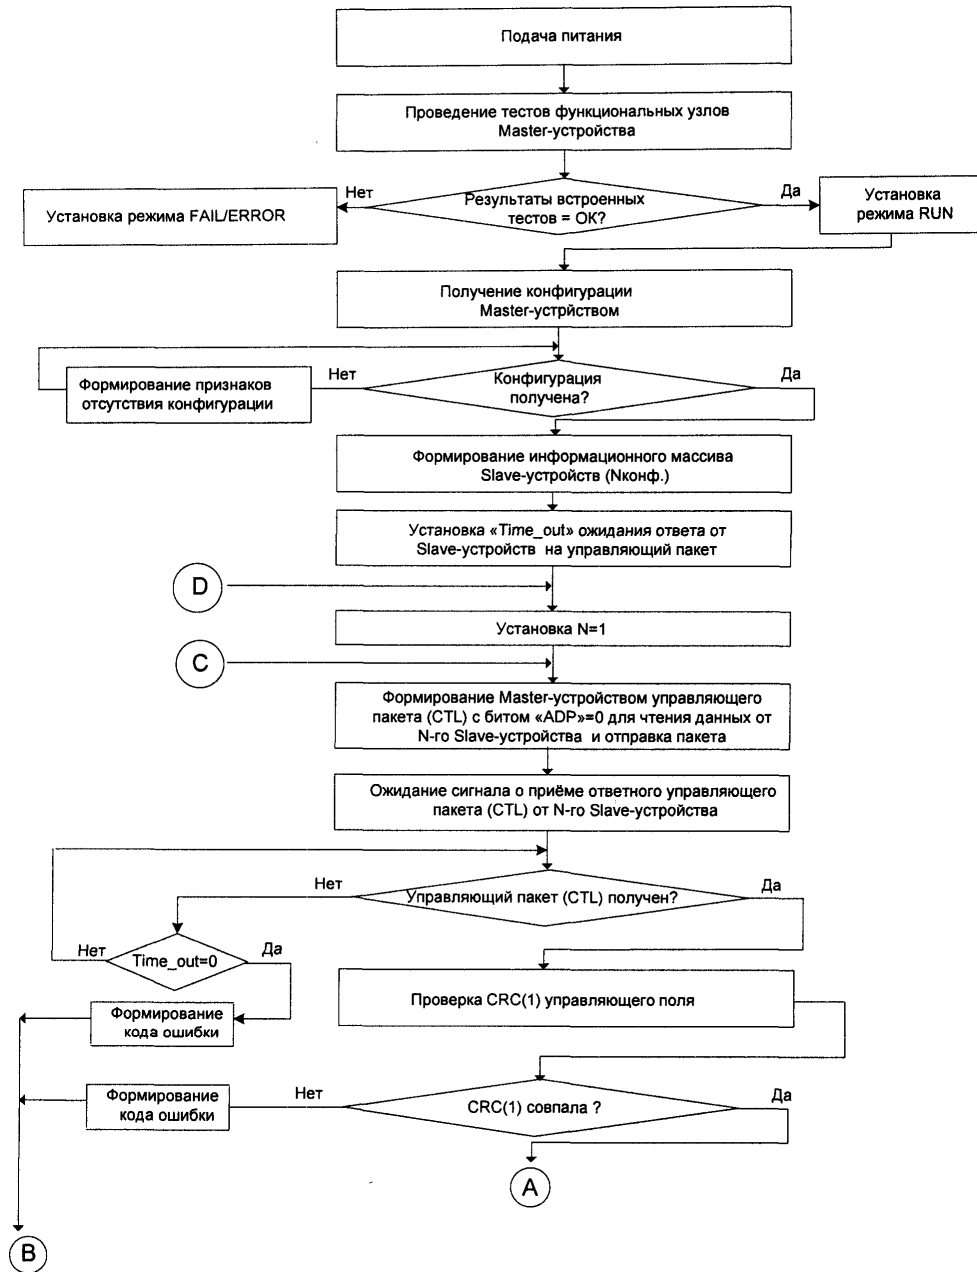 Подача питания
Проведение тестов функциональных узлов
Master-устройства
Нет
Результаты встроенных
тестов = OK?
Да
Установка режима FAIL/ERROR
Установка
режима RUN
Получение конфигурации
Master-устрйством
Формирование признаков
отсутствия конфигурации
Нет
Конфигурация
получена?
Да
Формирование информационного массива
Slave-устройств (Nконф.)
Установка «Time_out» ожидания ответа от
Slave-устройств на управляющий пакет
D
Установка N=1
C
Формирование Master-устройством управляющего
пакета (CTL) с битом «ADP»=0 для чтения данных от
N-го Slave-устройства и отправка пакета
Ожидание сигнала о приёме ответного управляющего
пакета (CTL) от N-го Slave-устройства
Нет
Управляющий пакет (CTL) получен?
Да
Нет
Time_out=0
Да
Проверка CRC(1) управляющего поля
Формирование
кода ошибки
Формирование
кода ошибки
Нет
CRC(1) совпала ?
Да
A
B